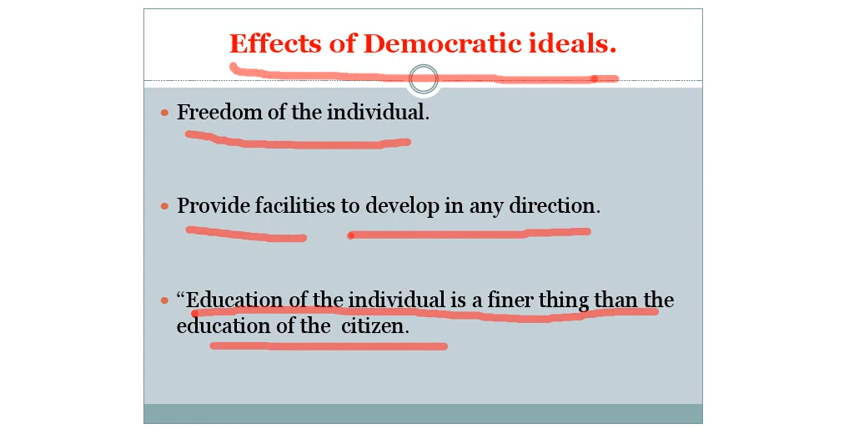 Effects of Democratic ideals.
Freedom of the individual.
Provide facilities to develop in any direction.
“Education of the individual is a finer thing than the
education of the  citizen.